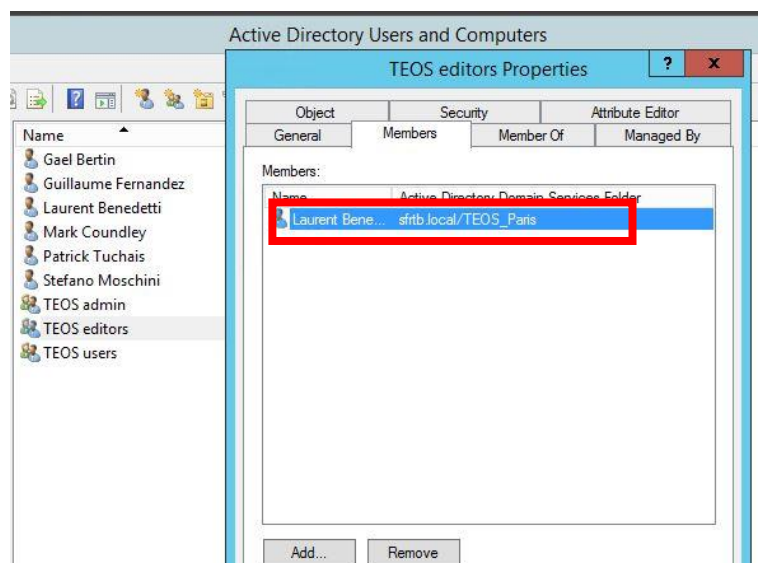 Active Directory Users and Computers
TEOS editors Properties
? x
Object Security Attribute Editor
General Members Member Of Managed By
Members:
Name Active Directory Domain Services Folder
Laurent Bene... sfrtb.local/TEOS_Paris
Add... Remove
Name
Gael Bertin
Guillaume Fernandez
Laurent Benedetti
Mark Coundley
Patrick Tuchais
Stefano Moschini
TEOS admin
TEOS editors
TEOS users